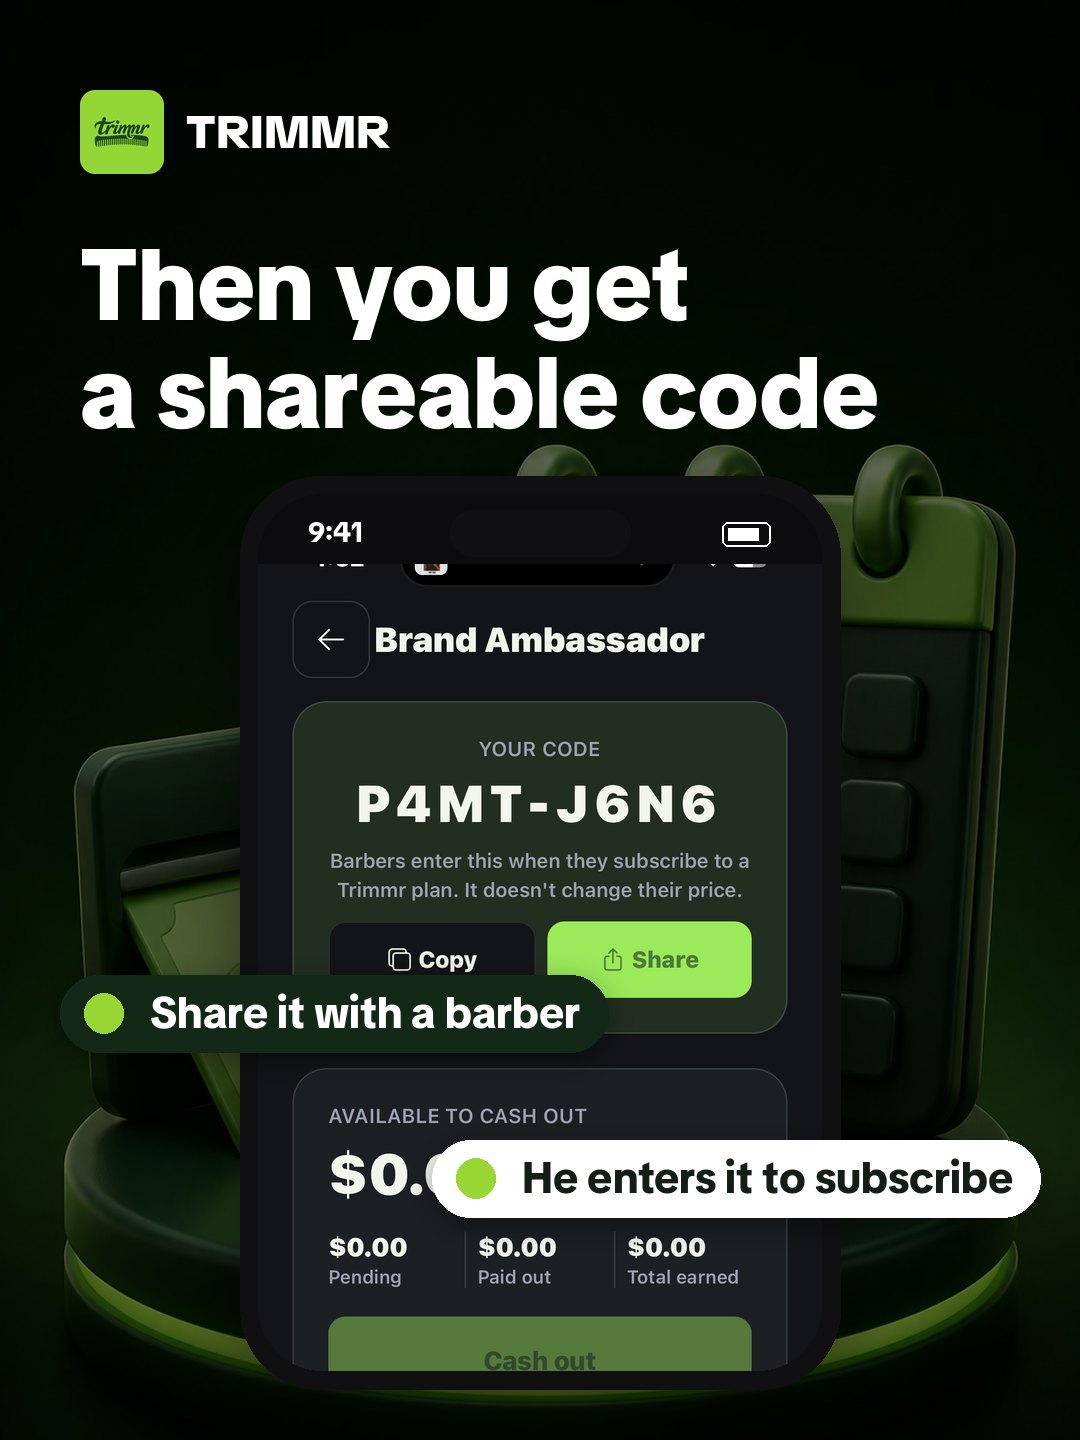 trimmr
TRIMMR
Then you get
a shareable code
9:41
Brand Ambassador
YOUR CODE
P4MT-J6N6
Barbers enter this when they subscribe to a
Trimmr plan. It doesn't change their price.
Copy
Share
Share it with a barber
AVAILABLE TO CASH OUT
$0.
He enters it to subscribe
$0.00
$0.00
$0.00
Pending
Paid out
Total earned
Cash out